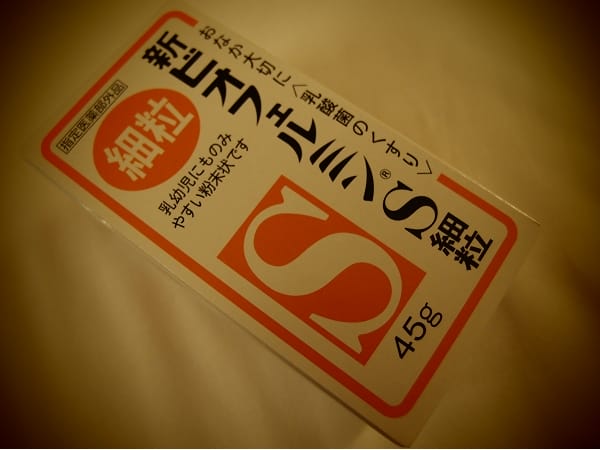 おなか大切に〈乳酸菌のくすり〉
新ビオフェルミン®S細粒
指定医薬部外品
細粒
乳幼児にものみ
やすい粉末状です
S
45g